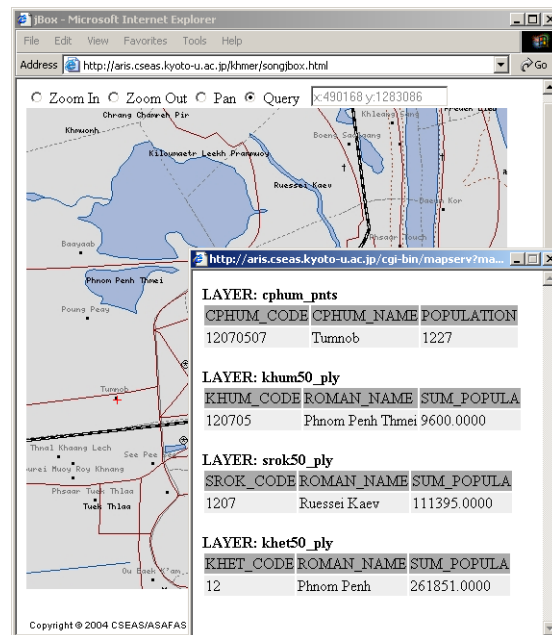 jBox - Microsoft Internet Explorer
File Edit View Favorites Tools Help
Address http://aris.cseas.kyoto-u.ac.jp/khmer/songjbox.html Go
Zoom In Zoom Out Pan Query x:490168 y:1283086
Chrang Chamreh Pir
Khmuonh
Kiloumaetr Leekh Prammuoy
Ruessei Kaev
Baayaab
Phnom Penh Thmei
Poung Peay
Tumnob
Thnal Khaang Lech
See Pee
Muoy Roy Khnang
Phsaar Tuek Thlaa
Tuek Thlaa
Copyright © 2004 CSEAS/ASAFAS
http://aris.cseas.kyoto-u.ac.jp/cgi-bin/mapserv?ma...
LAYER: cphum_pnts
CPHUM_CODE CPHUM_NAME POPULATION
12070507 Tumnob 1227
LAYER: khum50_ply
KHUM_CODE ROMAN_NAME SUM_POPULA
120705 Phnom Penh Thmei 9600.0000
LAYER: srok50_ply
SROK_CODE ROMAN_NAME SUM_POPULA
1207 Ruessei Kaev 111395.0000
LAYER: khet50_ply
KHET_CODE ROMAN_NAME SUM_POPULA
12 Phnom Penh 261851.0000